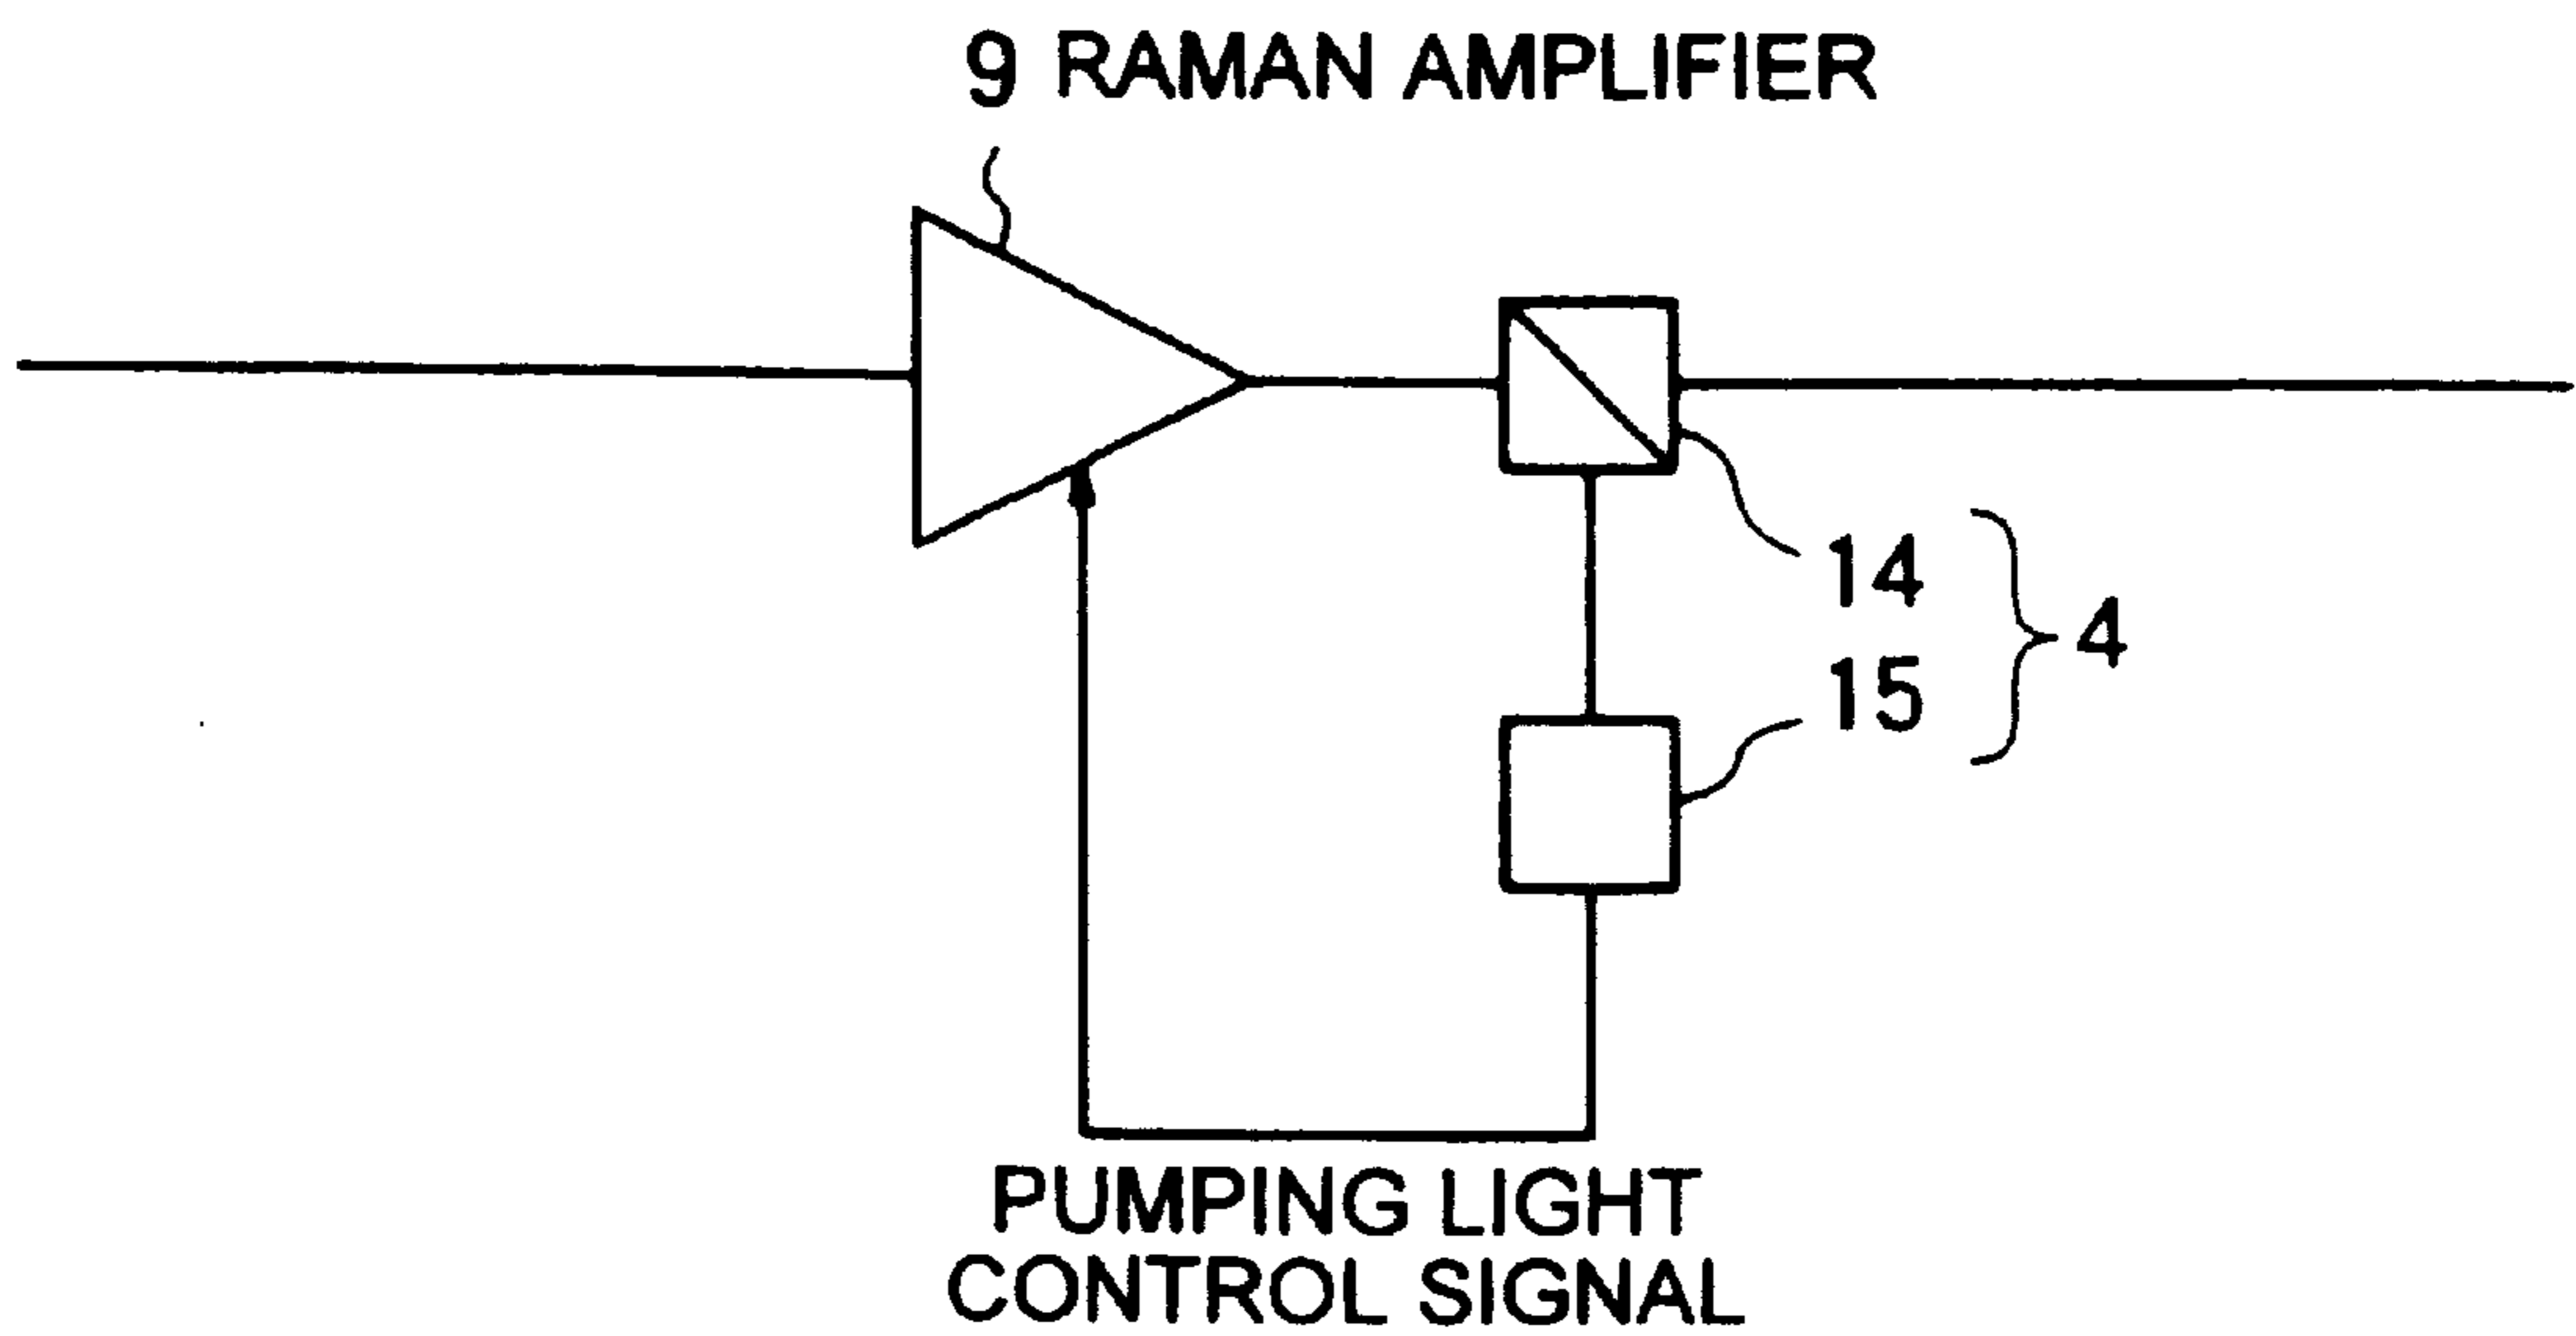 9 RAMAN AMPLIFIER
14
4
15
PUMPING LIGHT
CONTROL SIGNAL